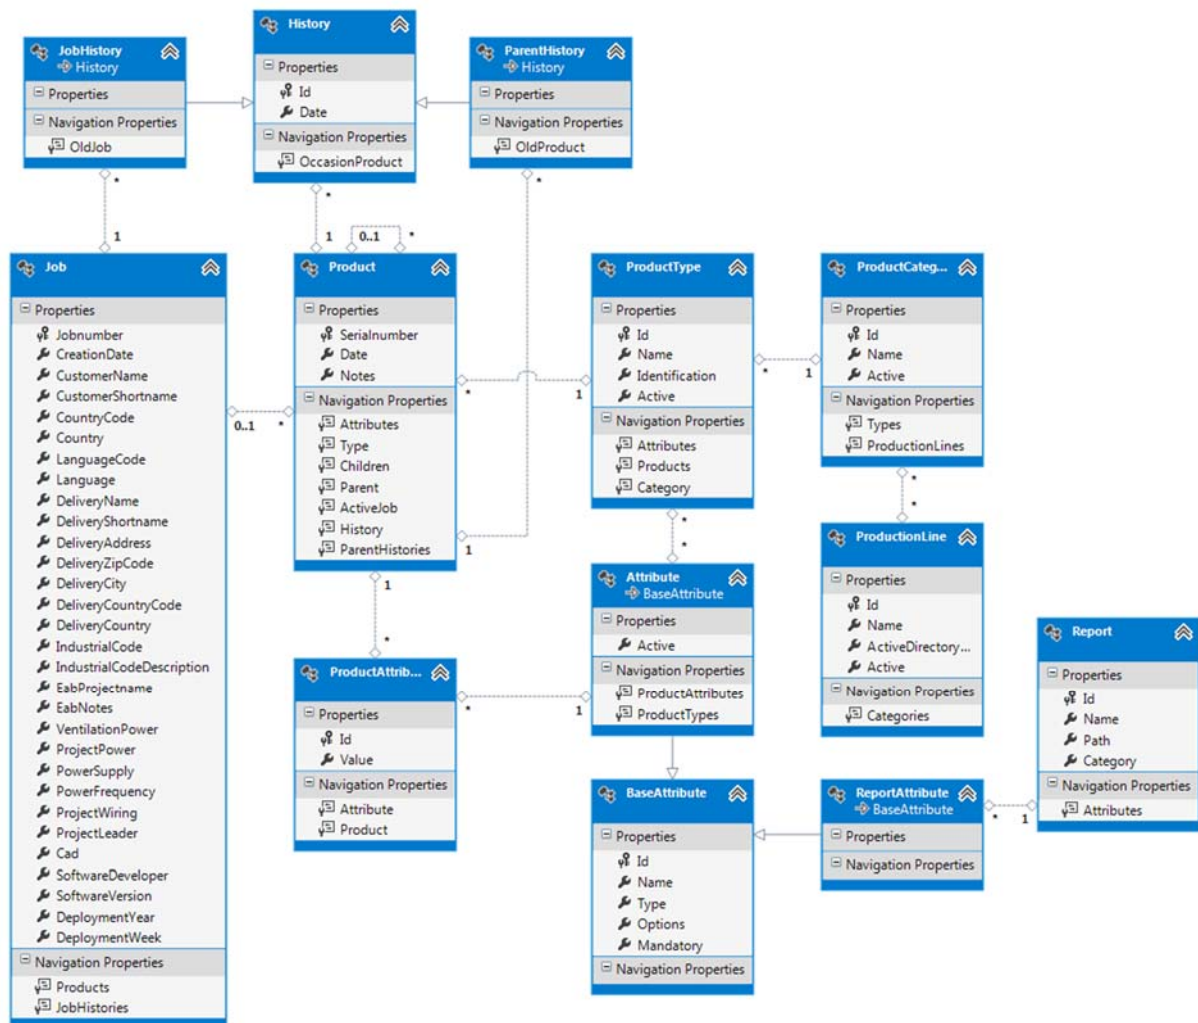 JobHistory
History
Properties
Navigation Properties
OldJob
History
Properties
Id
Date
Navigation Properties
OccasionProduct
ParentHistory
History
Properties
Navigation Properties
OldProduct
*
1
*
1
0..1
*
*
Job
Properties
Jobnumber
CreationDate
CustomerName
CustomerShortname
CountryCode
Country
LanguageCode
Language
DeliveryName
DeliveryShortname
DeliveryAddress
DeliveryZipCode
DeliveryCity
DeliveryCountryCode
DeliveryCountry
IndustrialCode
IndustrialCodeDescription
EabProjectname
EabNotes
VentilationPower
ProjectPower
PowerSupply
PowerFrequency
ProjectWiring
ProjectLeader
Cad
SoftwareDeveloper
SoftwareVersion
DeploymentYear
DeploymentWeek
Navigation Properties
Products
JobHistories
0..1
*
Product
Properties
Serialnumber
Date
Notes
Navigation Properties
Attributes
Type
Children
Parent
ActiveJob
History
ParentHistories
*
1
1
1
*
ProductType
Properties
Id
Name
Identification
Active
Navigation Properties
Attributes
Products
Category
*
1
*
*
ProductCateg...
Properties
Id
Name
Active
Navigation Properties
Types
ProductionLines
*
*
ProductionLine
Properties
Id
Name
ActiveDirectory...
Active
Navigation Properties
Categories
ProductAttrib...
Properties
Id
Value
Navigation Properties
Attribute
Product
*
1
Attribute
BaseAttribute
Properties
Active
Navigation Properties
ProductAttributes
ProductTypes
BaseAttribute
Properties
Id
Name
Type
Options
Mandatory
Navigation Properties
ReportAttribute
BaseAttribute
Properties
Navigation Properties
*
1
Report
Properties
Id
Name
Path
Category
Navigation Properties
Attributes